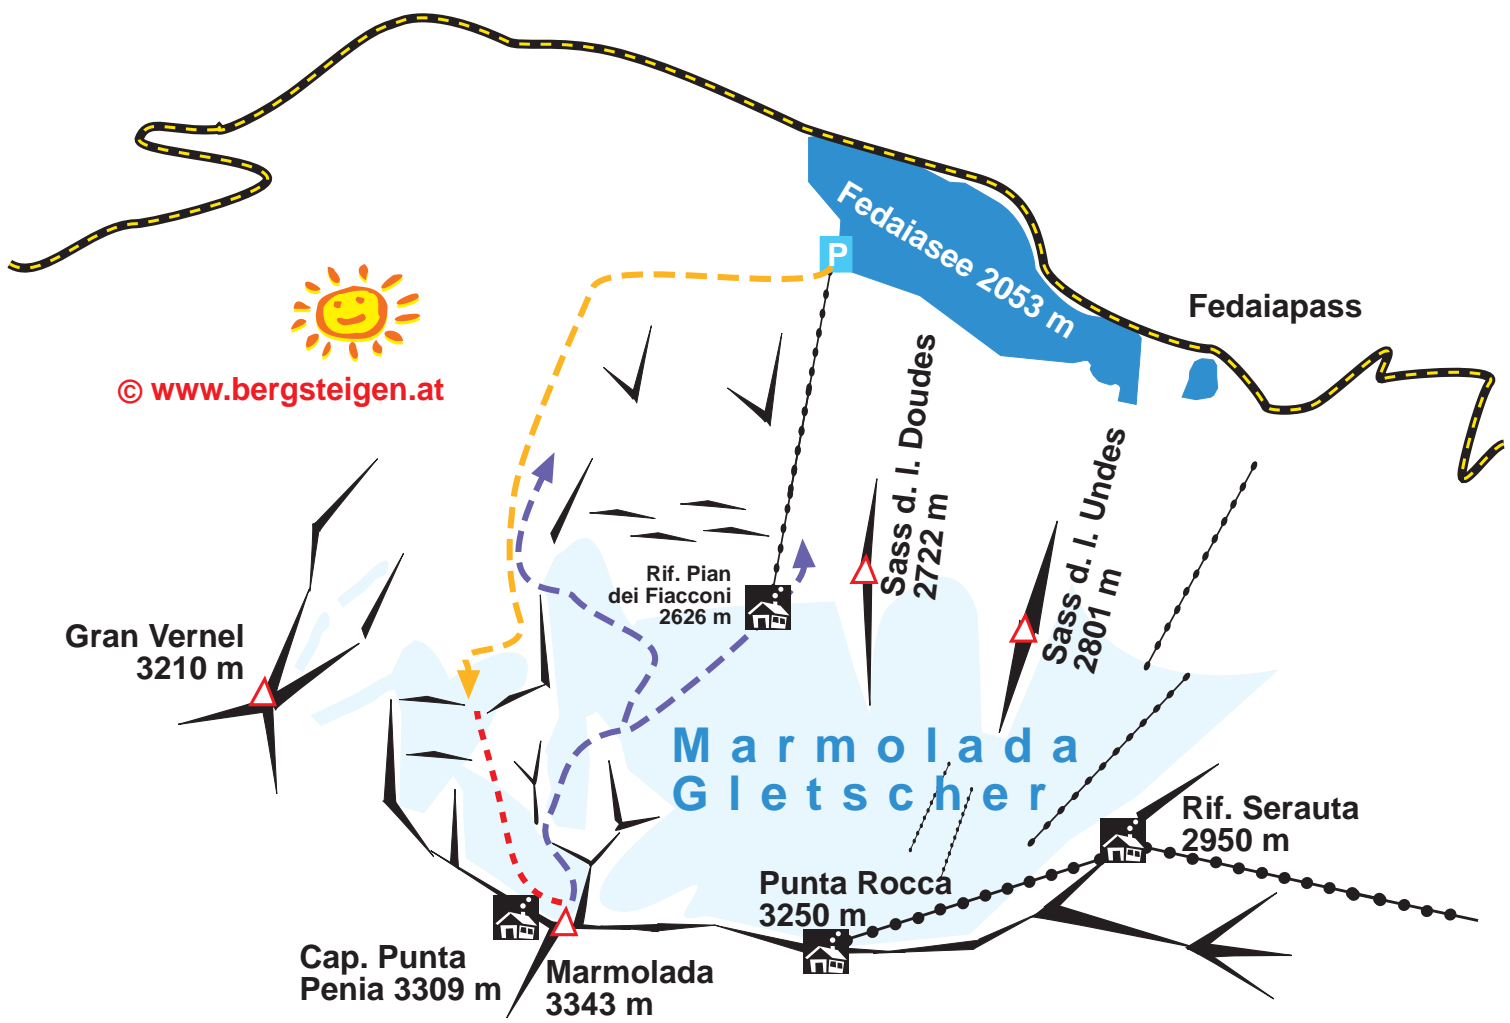 P
Fedaiasee 2053 m
Fedaiapass
© www.bergsteigen.at
Sass d. l. Doudes
2722 m
Sass d. l. Undes
2801 m
Rif. Pian
dei Fiacconi
2626 m
Gran Vernel
3210 m
Marmolada
Gletscher
Rif. Serauta
2950 m
Punta Rocca
3250 m
Cap. Punta
Penia 3309 m
Marmolada
3343 m